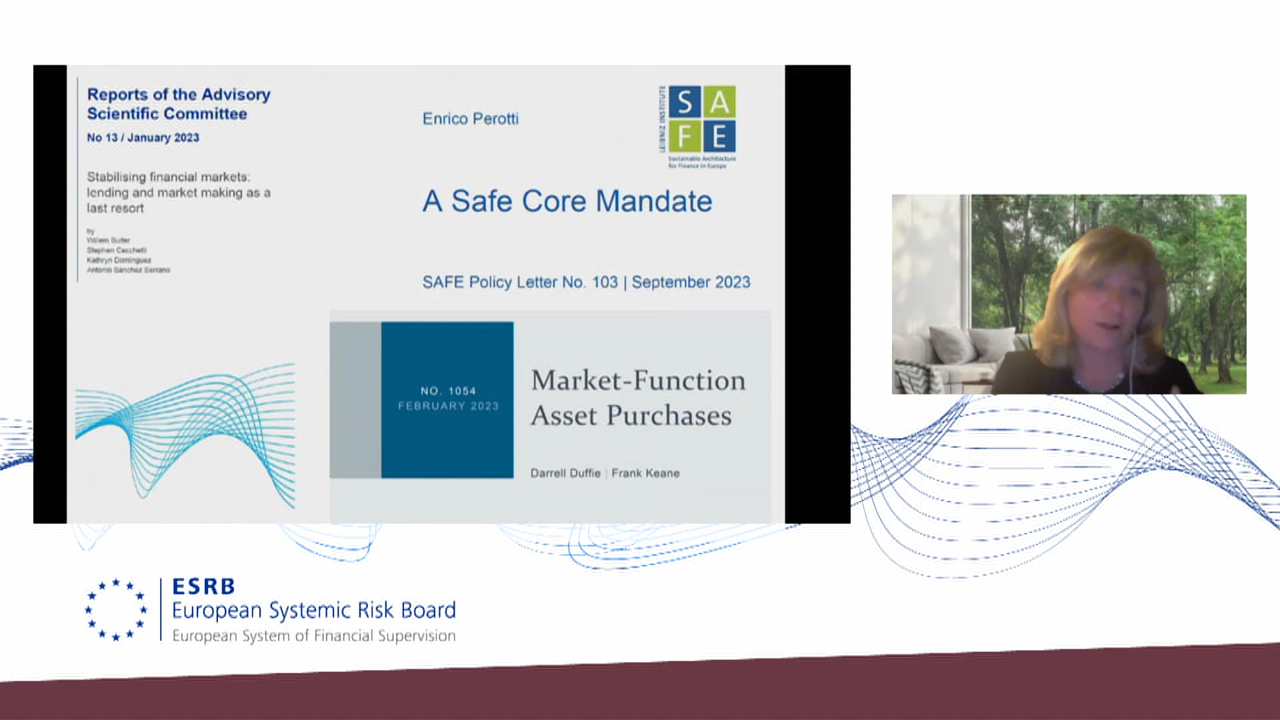 Reports of the Advisory
Scientific Committee
No 13 / January 2023
Stabilising financial markets:
lending and market making as a
last resort
by
Willem Buiter
Stephen Cecchetti
Kathryn Dominguez
Antonio Sánchez Serrano
Enrico Perotti
LEIBNIZ INSTITUTE
S A
F E
Sustainable Architecture
for Finance in Europe
A Safe Core Mandate
SAFE Policy Letter No. 103 | September 2023
NO. 1054
FEBRUARY 2023
Market-Function
Asset Purchases
Darrell Duffie | Frank Keane
ESRB
European Systemic Risk Board
European System of Financial Supervision